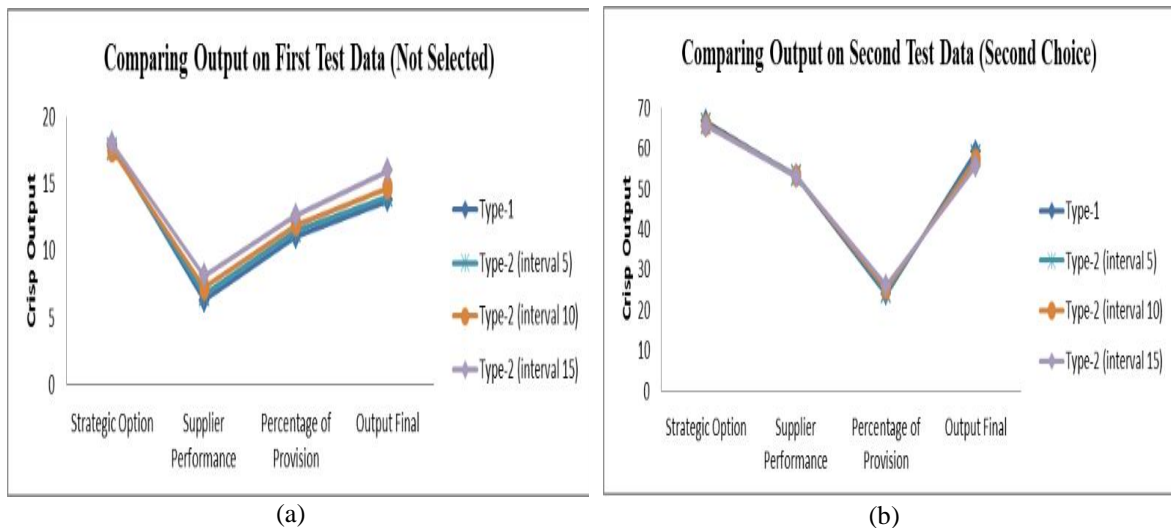 Comparing Output on First Test Data (Not Selected)
20
15
10
5
0
Crisp Output
Strategic Option
Supplier
Performance
Percentage of
Provision
Output Final
Type-1
Type-2 (interval 5)
Type-2 (interval 10)
Type-2 (interval 15)
(a)
Comparing Output on Second Test Data (Second Choice)
70
60
50
40
30
20
10
0
Crisp Output
Strategic Option
Supplier
Performance
Percentage of
Provision
Output Final
Type-1
Type-2 (interval 5)
Type-2 (interval 10)
Type-2 (interval 15)
(b)